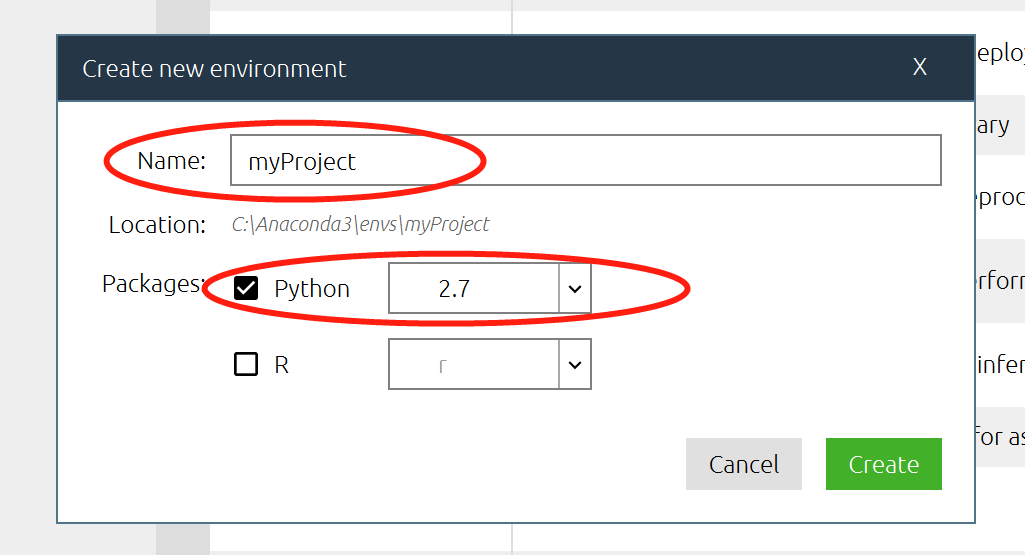 Create new environment X
Name: myProject
Location: C:\Anaconda3\envs\myProject
Packages: Python 2.7
R r
Cancel Create